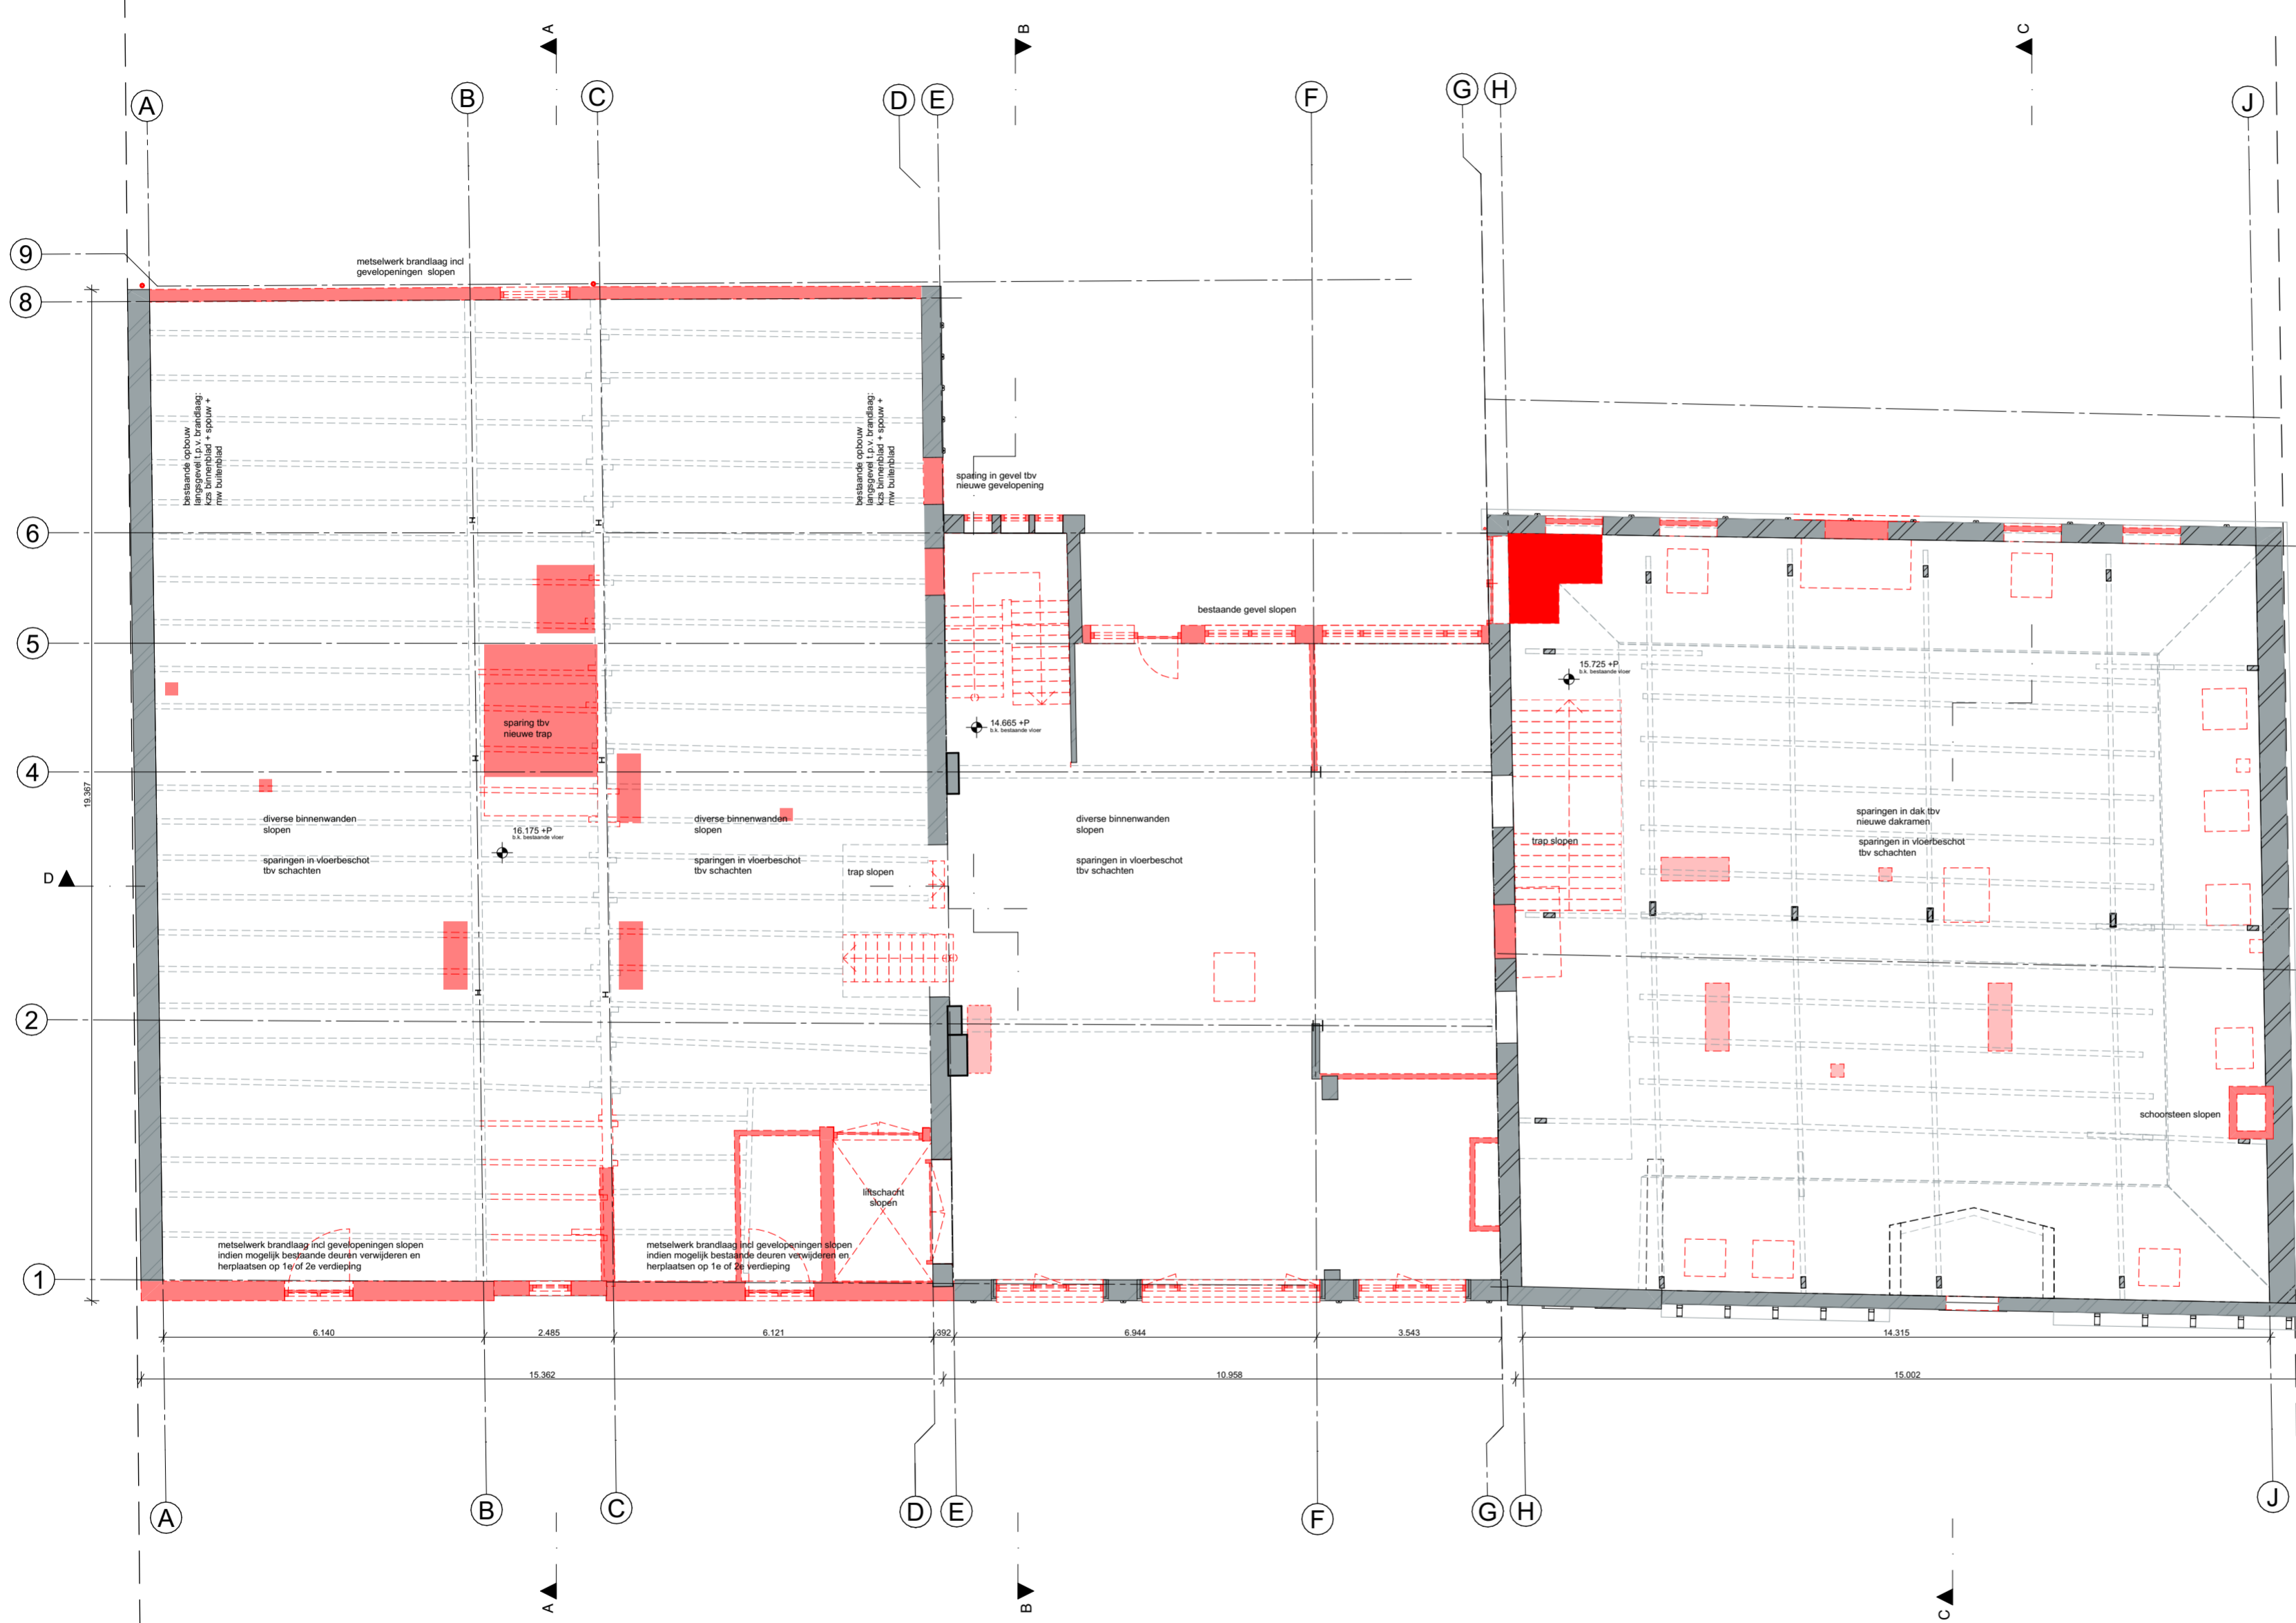 A
B
C
A
B
C
D
E
F
G
H
J
9
8
6
5
4
2
1
metselwerk brandlaag incl
gevelopeningen slopen
bestaande opbouw
langsgevel t.p.v. brandlaag:
kzs binnenblad + spouw +
mw buitenblad
bestaande opbouw
langsgevel t.p.v. brandlaag:
kzs binnenblad + spouw +
mw buitenblad
sparing in gevel tbv
nieuwe gevelopening
bestaande gevel slopen
15.725 +P
b.k. bestaande vloer
sparing tbv
nieuwe trap
14.665 +P
b.k. bestaande vloer
19.367
diverse binnenwanden
slopen
16.175 +P
b.k. bestaande vloer
diverse binnenwanden
slopen
diverse binnenwanden
slopen
sparingen in dak tbv
nieuwe dakramen
trap slopen
sparingen in vloerbeschot
tbv schachten
sparingen in vloerbeschot
tbv schachten
sparingen in vloerbeschot
tbv schachten
sparingen in vloerbeschot
tbv schachten
trap slopen
D
schoorsteen slopen
liftschacht
slopen
metselwerk brandlaag incl gevelopeningen slopen
indien mogelijk bestaande deuren verwijderen en
herplaatsen op 1e of 2e verdieping
metselwerk brandlaag incl gevelopeningen slopen
indien mogelijk bestaande deuren verwijderen en
herplaatsen op 1e of 2e verdieping
6.140
2.485
6.121
392
6.944
3.543
14.315
15.362
10.958
15.002
A
B
C
D
E
F
G
H
J
A
B
C